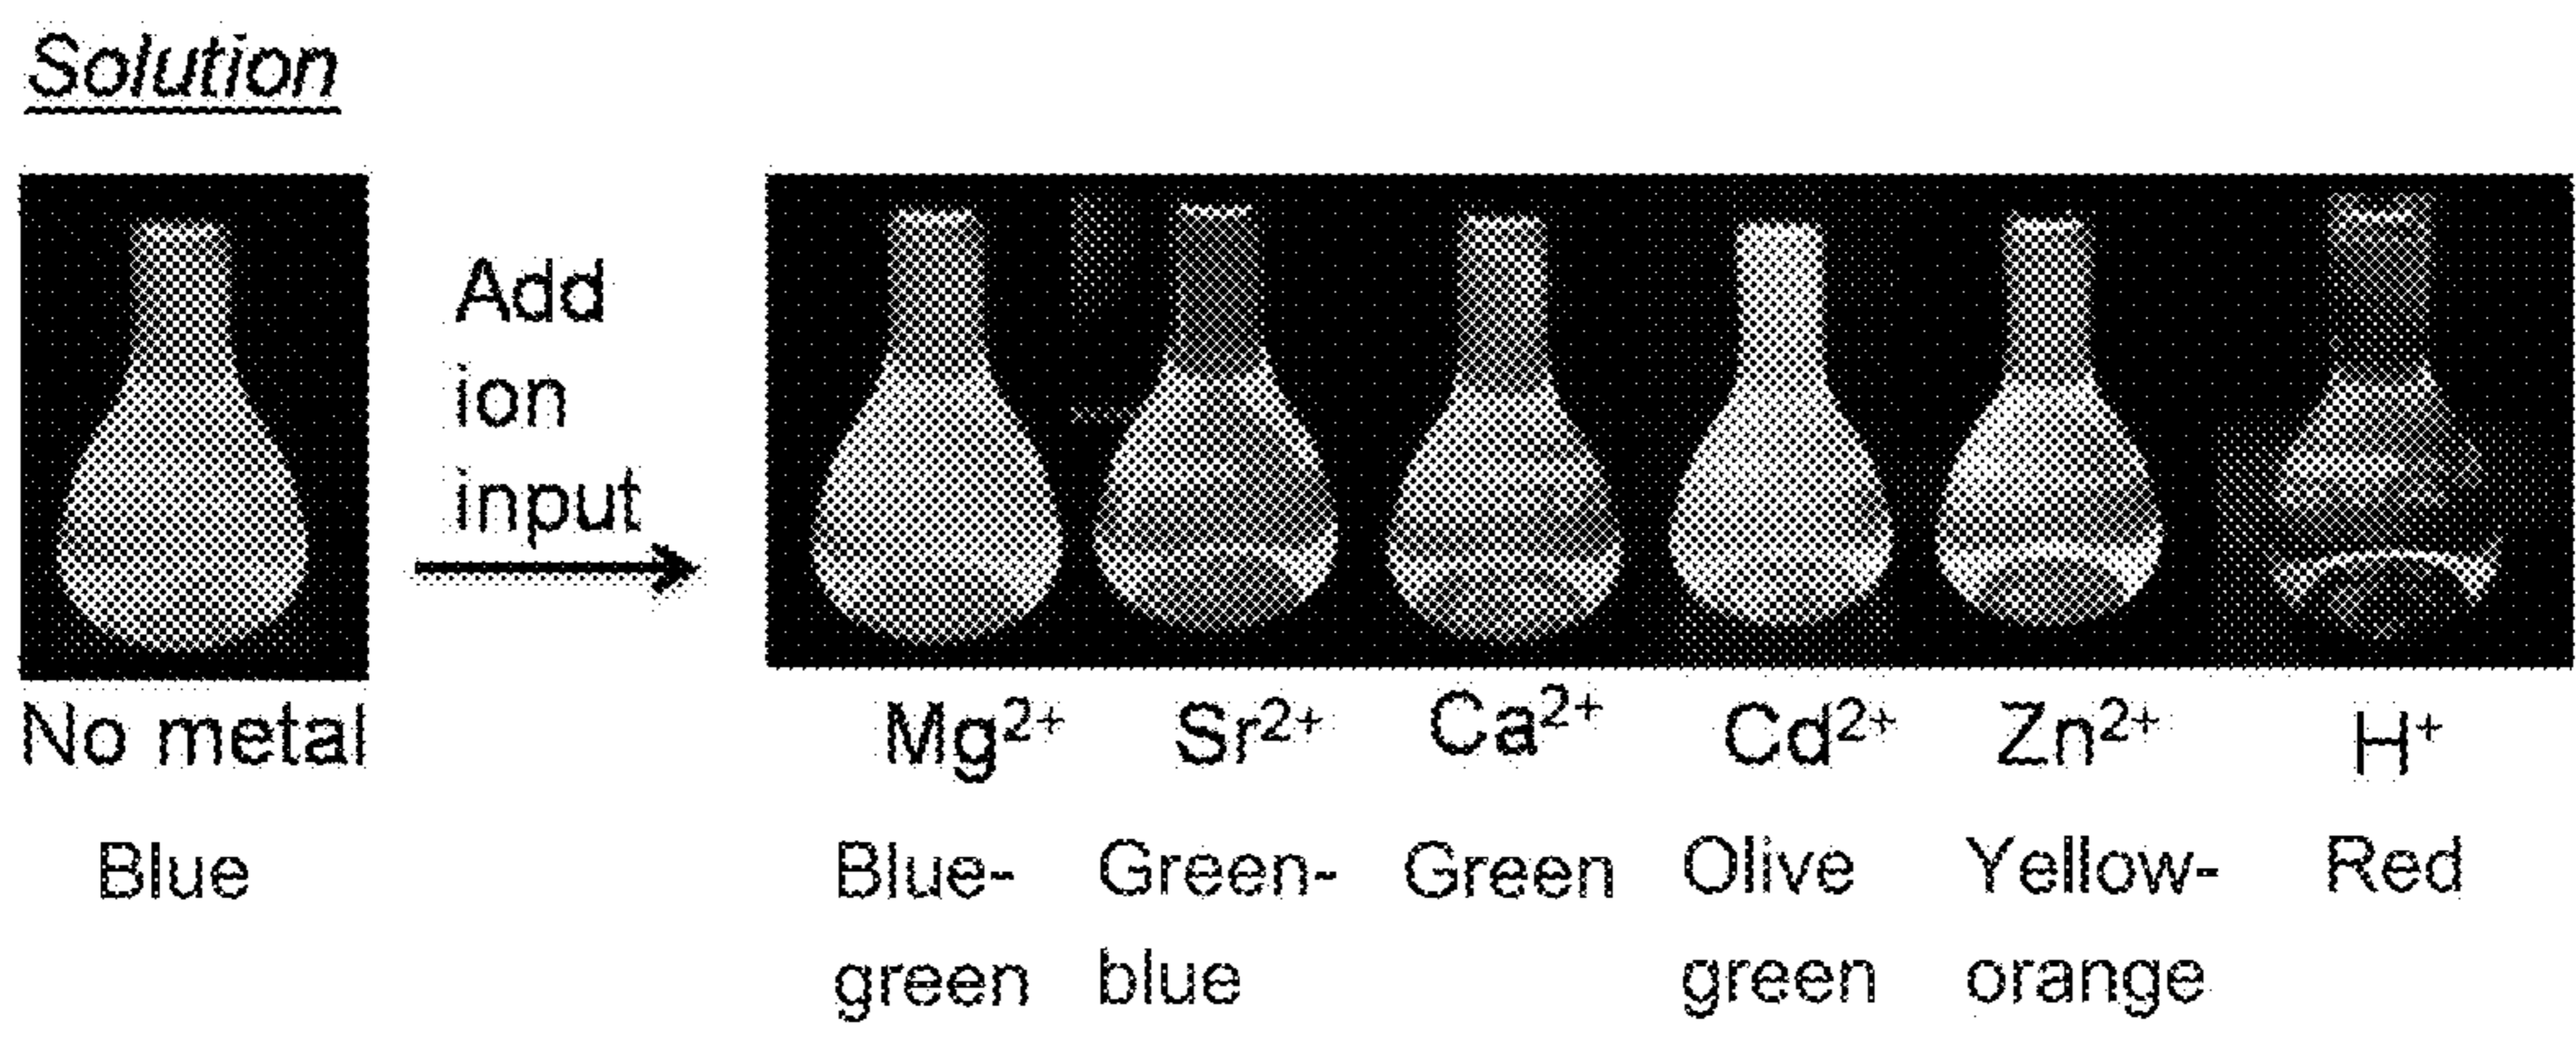 Solution
Add
ion
input
No metal
Mg2+ Sr2+ Ca2+ Cd2+ Zn2+ H+
Blue
Blue- Green- Green Olive Yellow- Red
green blue green orange